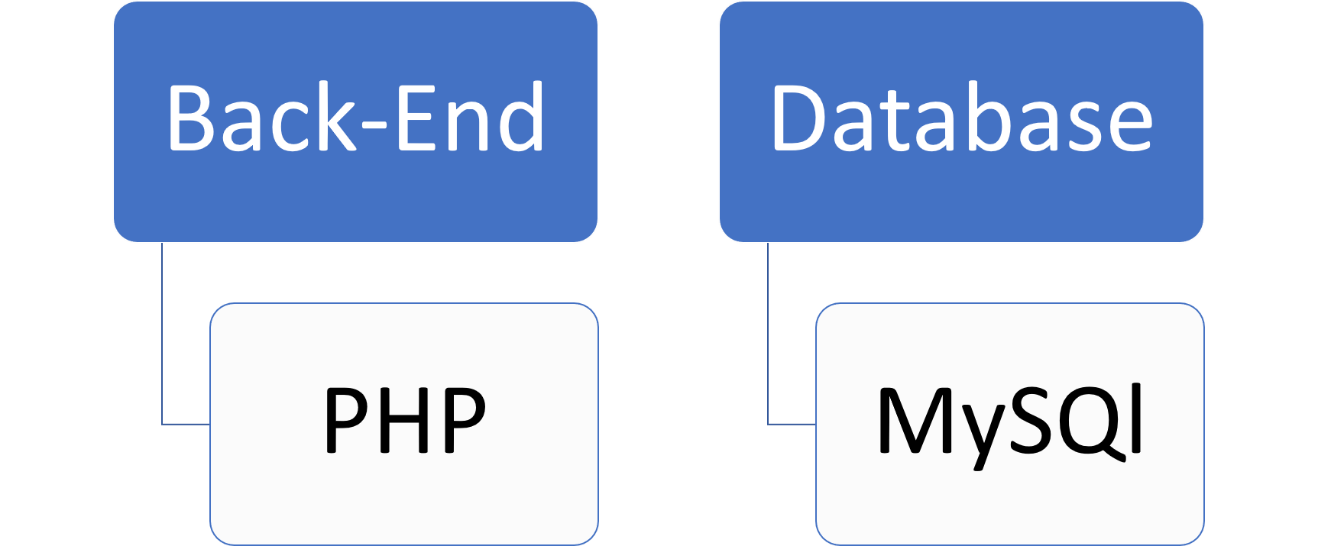 Back-End
Database
PHP
MySQl